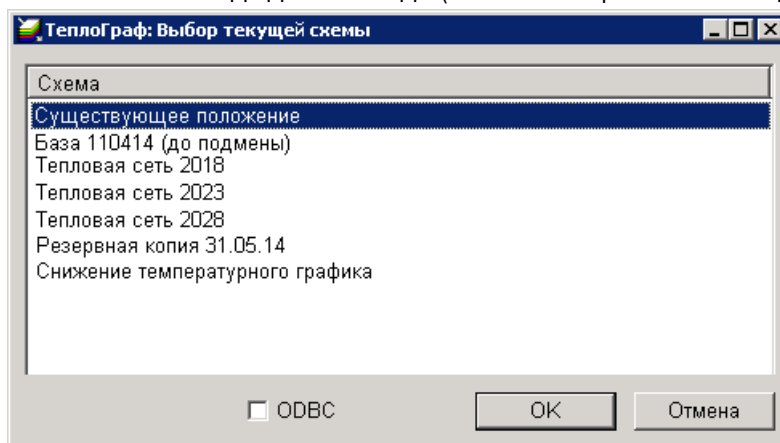 ТеплоГраф: Выбор текущей схемы
Схема
Существующее положение
База 110414 (до подмены)
Тепловая сеть 2018
Тепловая сеть 2023
Тепловая сеть 2028
Резервная копия 31.05.14
Снижение температурного графика
ODBC
OK
Отмена